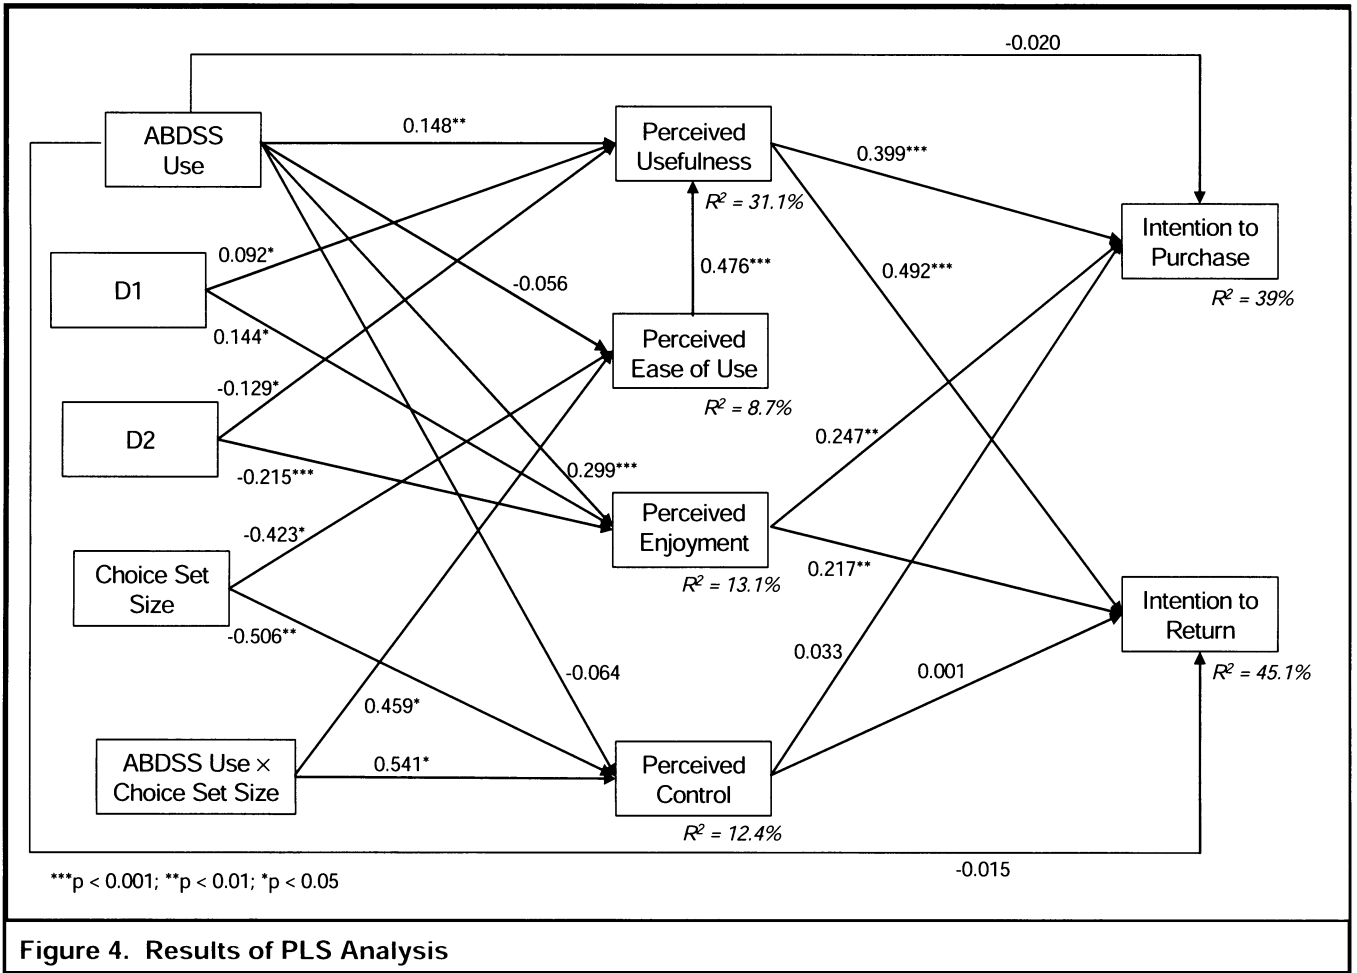 -0.020
ABDSS
Use
0.148**
Perceived
Usefulness
R² = 31.1%
0.399***
Intention to
Purchase
R² = 39%
0.092*
D1
0.144*
-0.056
0.476***
0.492***
Perceived
Ease of Use
R² = 8.7%
-0.129*
D2
-0.215***
0.299***
0.247**
Perceived
Enjoyment
R² = 13.1%
-0.423*
Choice Set
Size
-0.506**
0.217**
Intention to
Return
R² = 45.1%
-0.064
0.033
0.001
0.459*
ABDSS Use ×
Choice Set Size
0.541*
Perceived
Control
R² = 12.4%
-0.015
***p < 0.001; **p < 0.01; *p < 0.05
Figure 4. Results of PLS Analysis